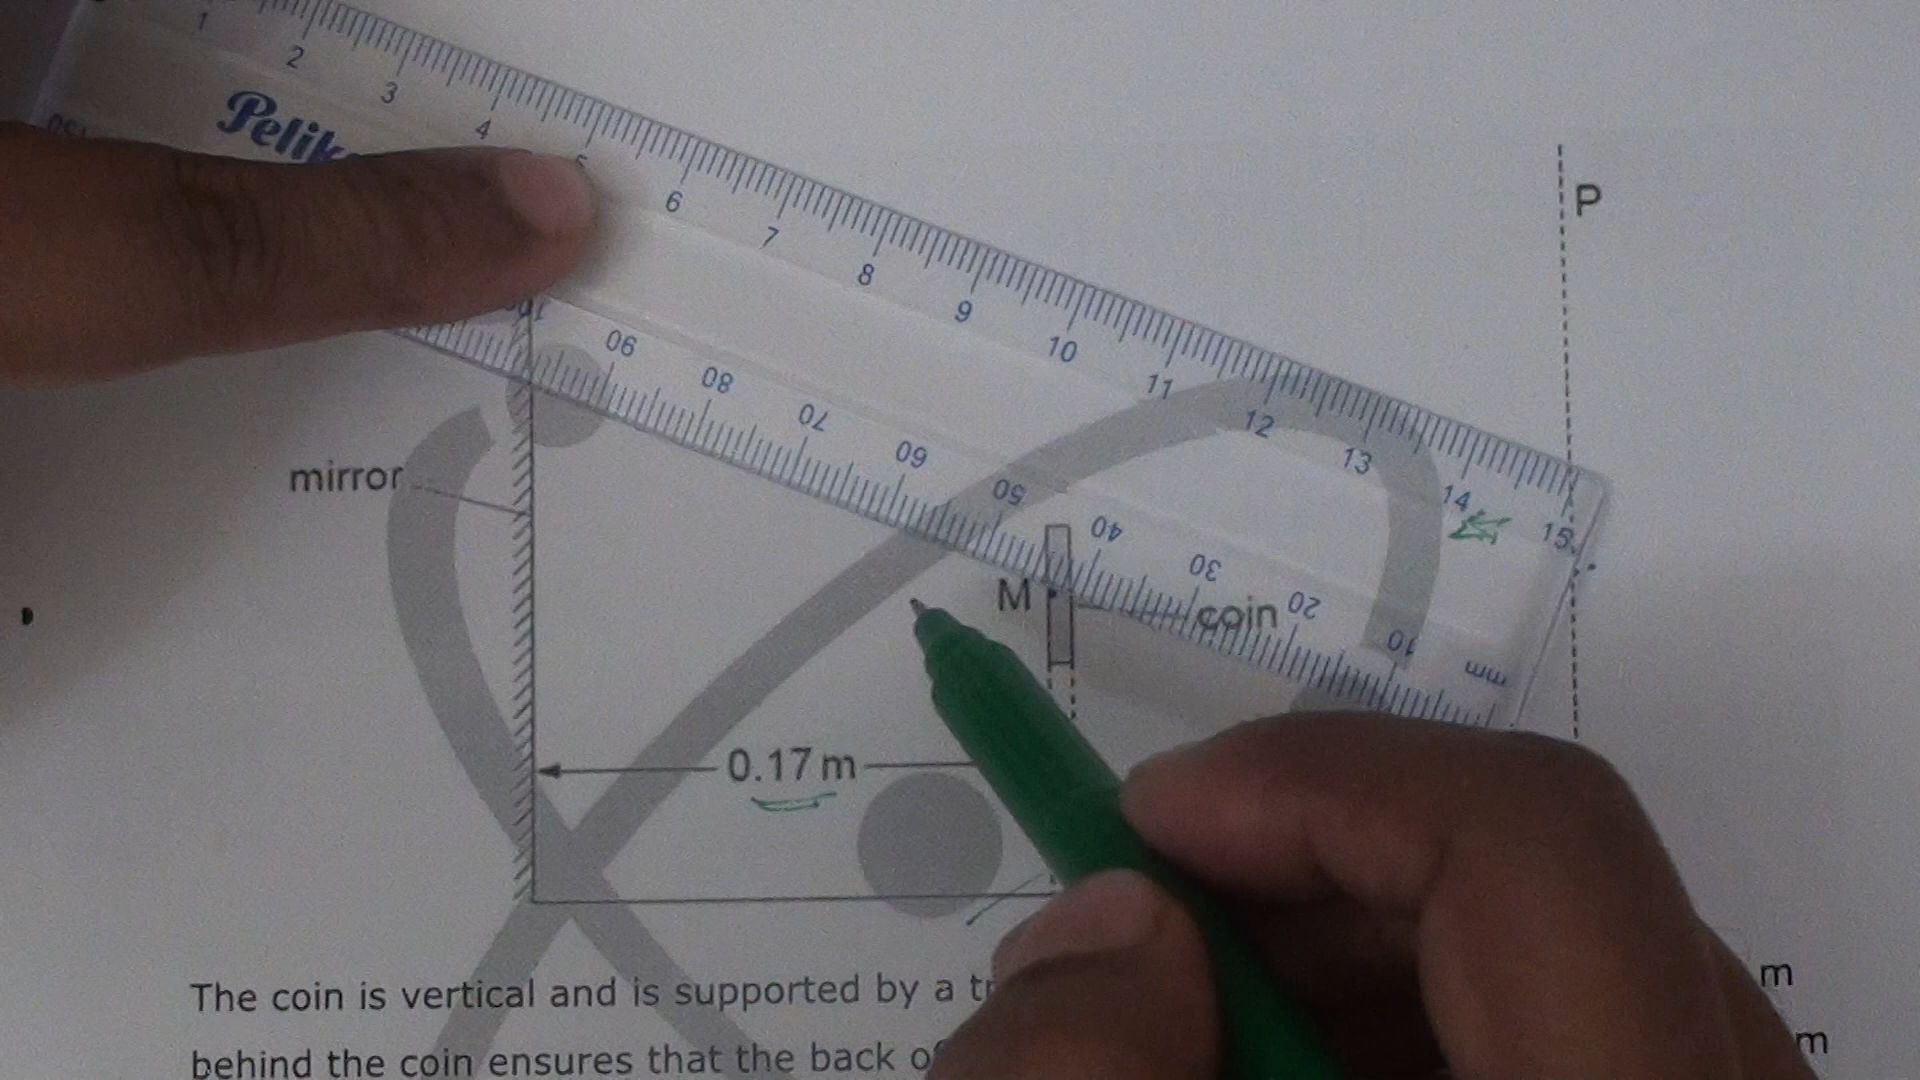 1 2 3 4 5 6 7 8 9 10 11 12 13 14 15
Pelik
P
100 90 80 70 60 50 40 30 20 10 mm
mirror
M
coin
0.17 m
The coin is vertical and is supported by a
m
behind the coin ensures that the back
m